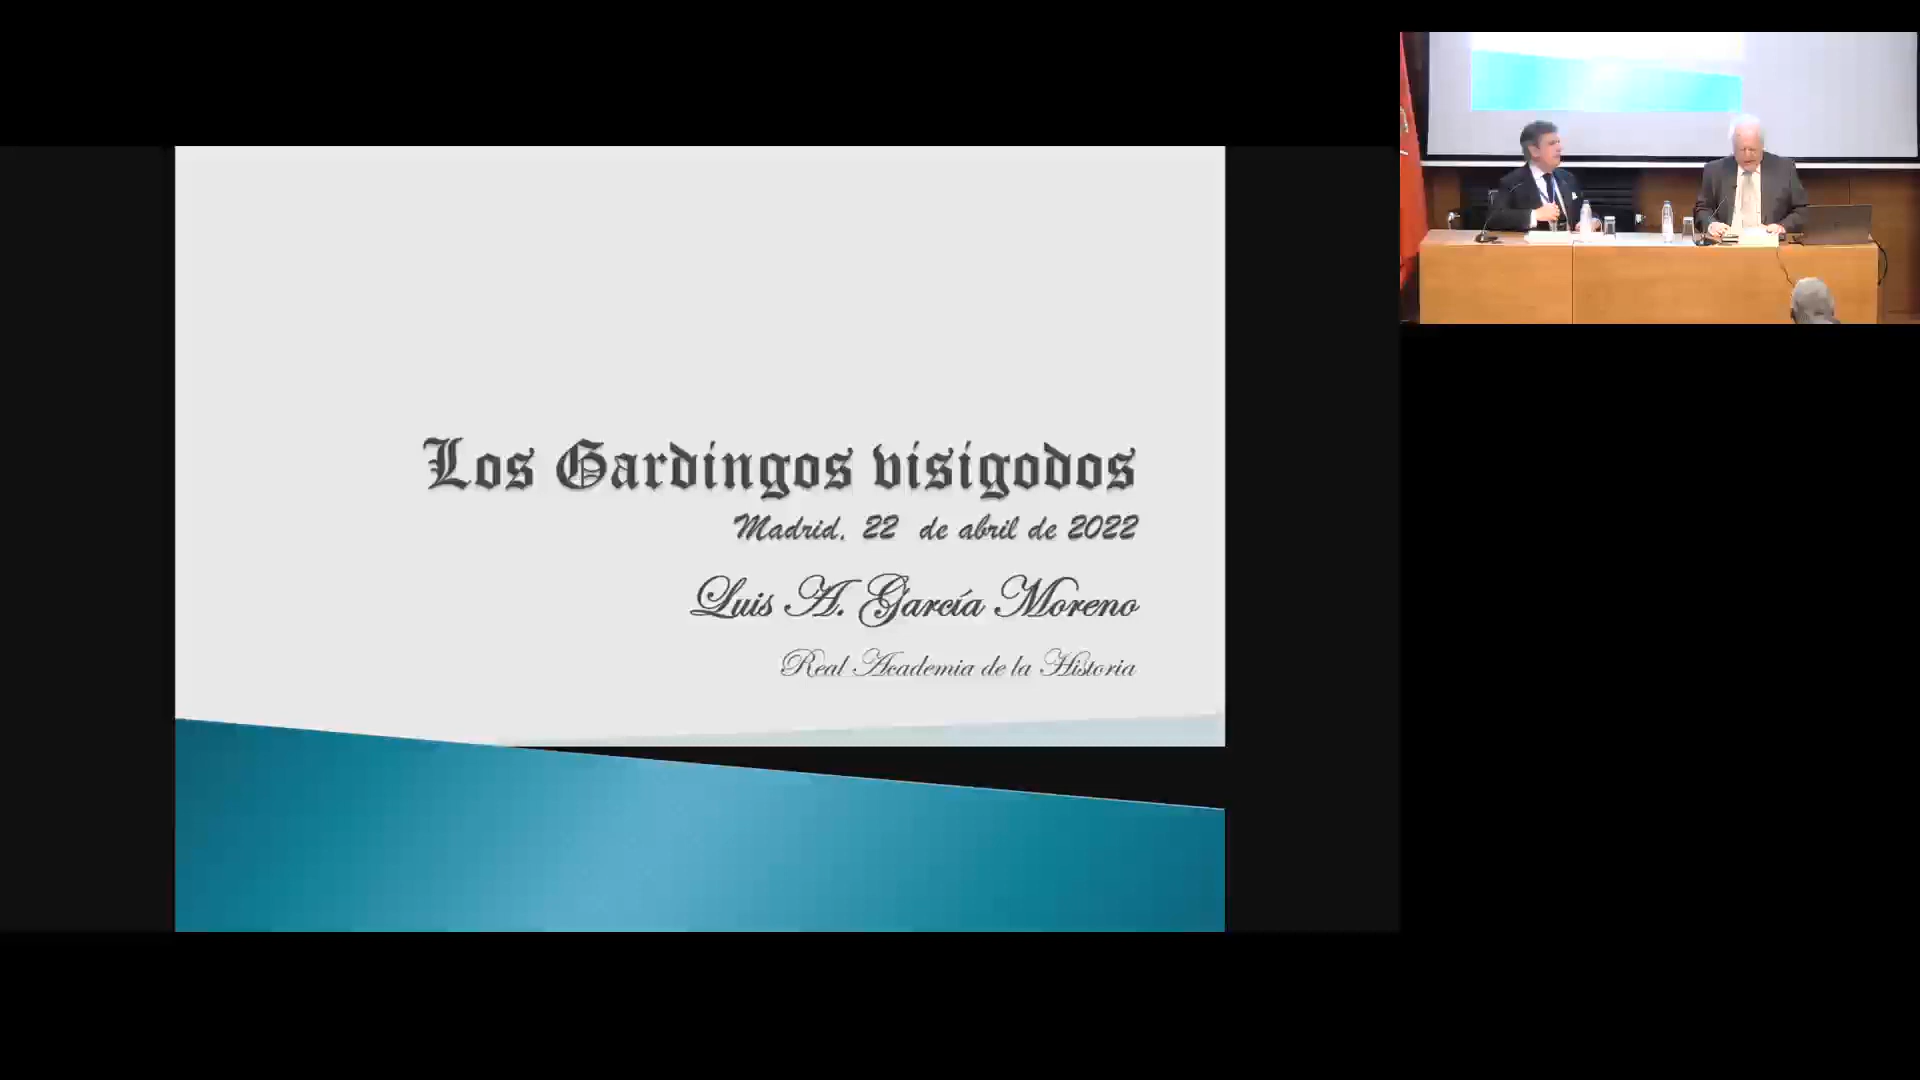 Los Gardingos visigodos
Madrid, 22 de abril de 2022
Luis A. García Moreno
Real Academia de la Historia